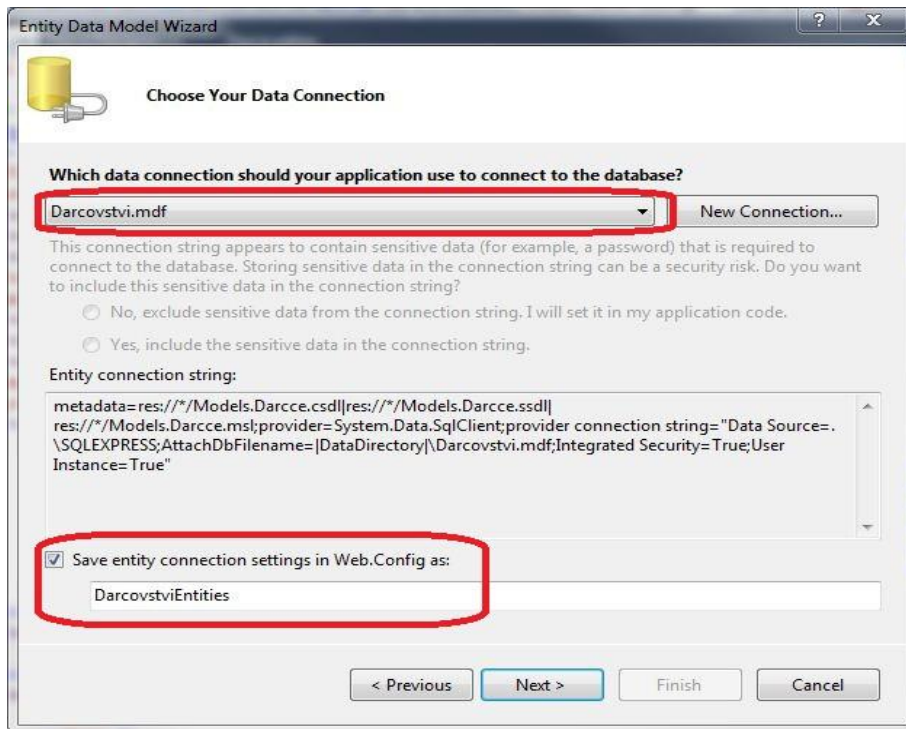 Entity Data Model Wizard
Choose Your Data Connection
Which data connection should your application use to connect to the database?
Darcovstvi.mdf
New Connection...
This connection string appears to contain sensitive data (for example, a password) that is required to
connect to the database. Storing sensitive data in the connection string can be a security risk. Do you want
to include this sensitive data in the connection string?
No, exclude sensitive data from the connection string. I will set it in my application code.
Yes, include the sensitive data in the connection string.
Entity connection string:
metadata=res://*/Models.Darcce.csdl|res://*/Models.Darcce.ssdl|
res://*/Models.Darcce.msl;provider=System.Data.SqlClient;provider connection string="Data Source=.
\SQLEXPRESS;AttachDbFilename=|DataDirectory|\Darcovstvi.mdf;Integrated Security=True;User
Instance=True"
Save entity connection settings in Web.Config as:
DarcovstviEntities
< Previous
Next >
Finish
Cancel